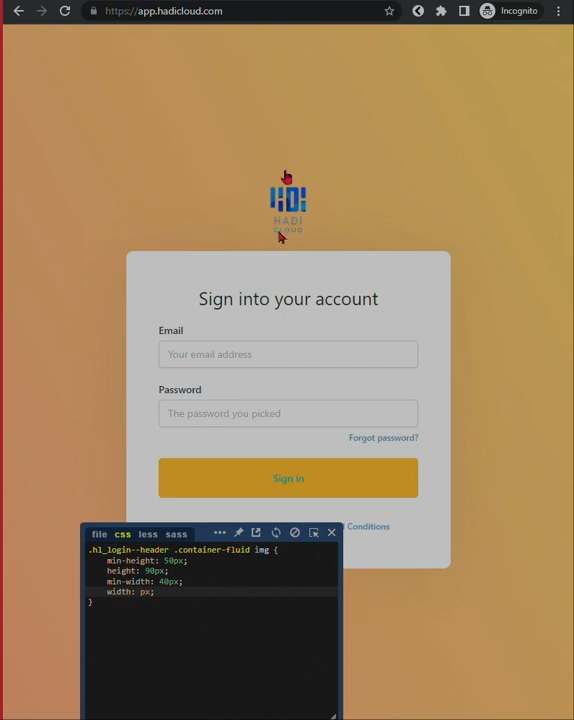 https://app.hadicloud.com
Incognito
HADI
CLOUD
Sign into your account
Email
Your email address
Password
The password you picked
Forgot password?
Sign in
Conditions
file css less sass
.hl_login--header .container-fluid img {
min-height: 50px;
height: 90px;
min-width: 40px;
width: px;
}